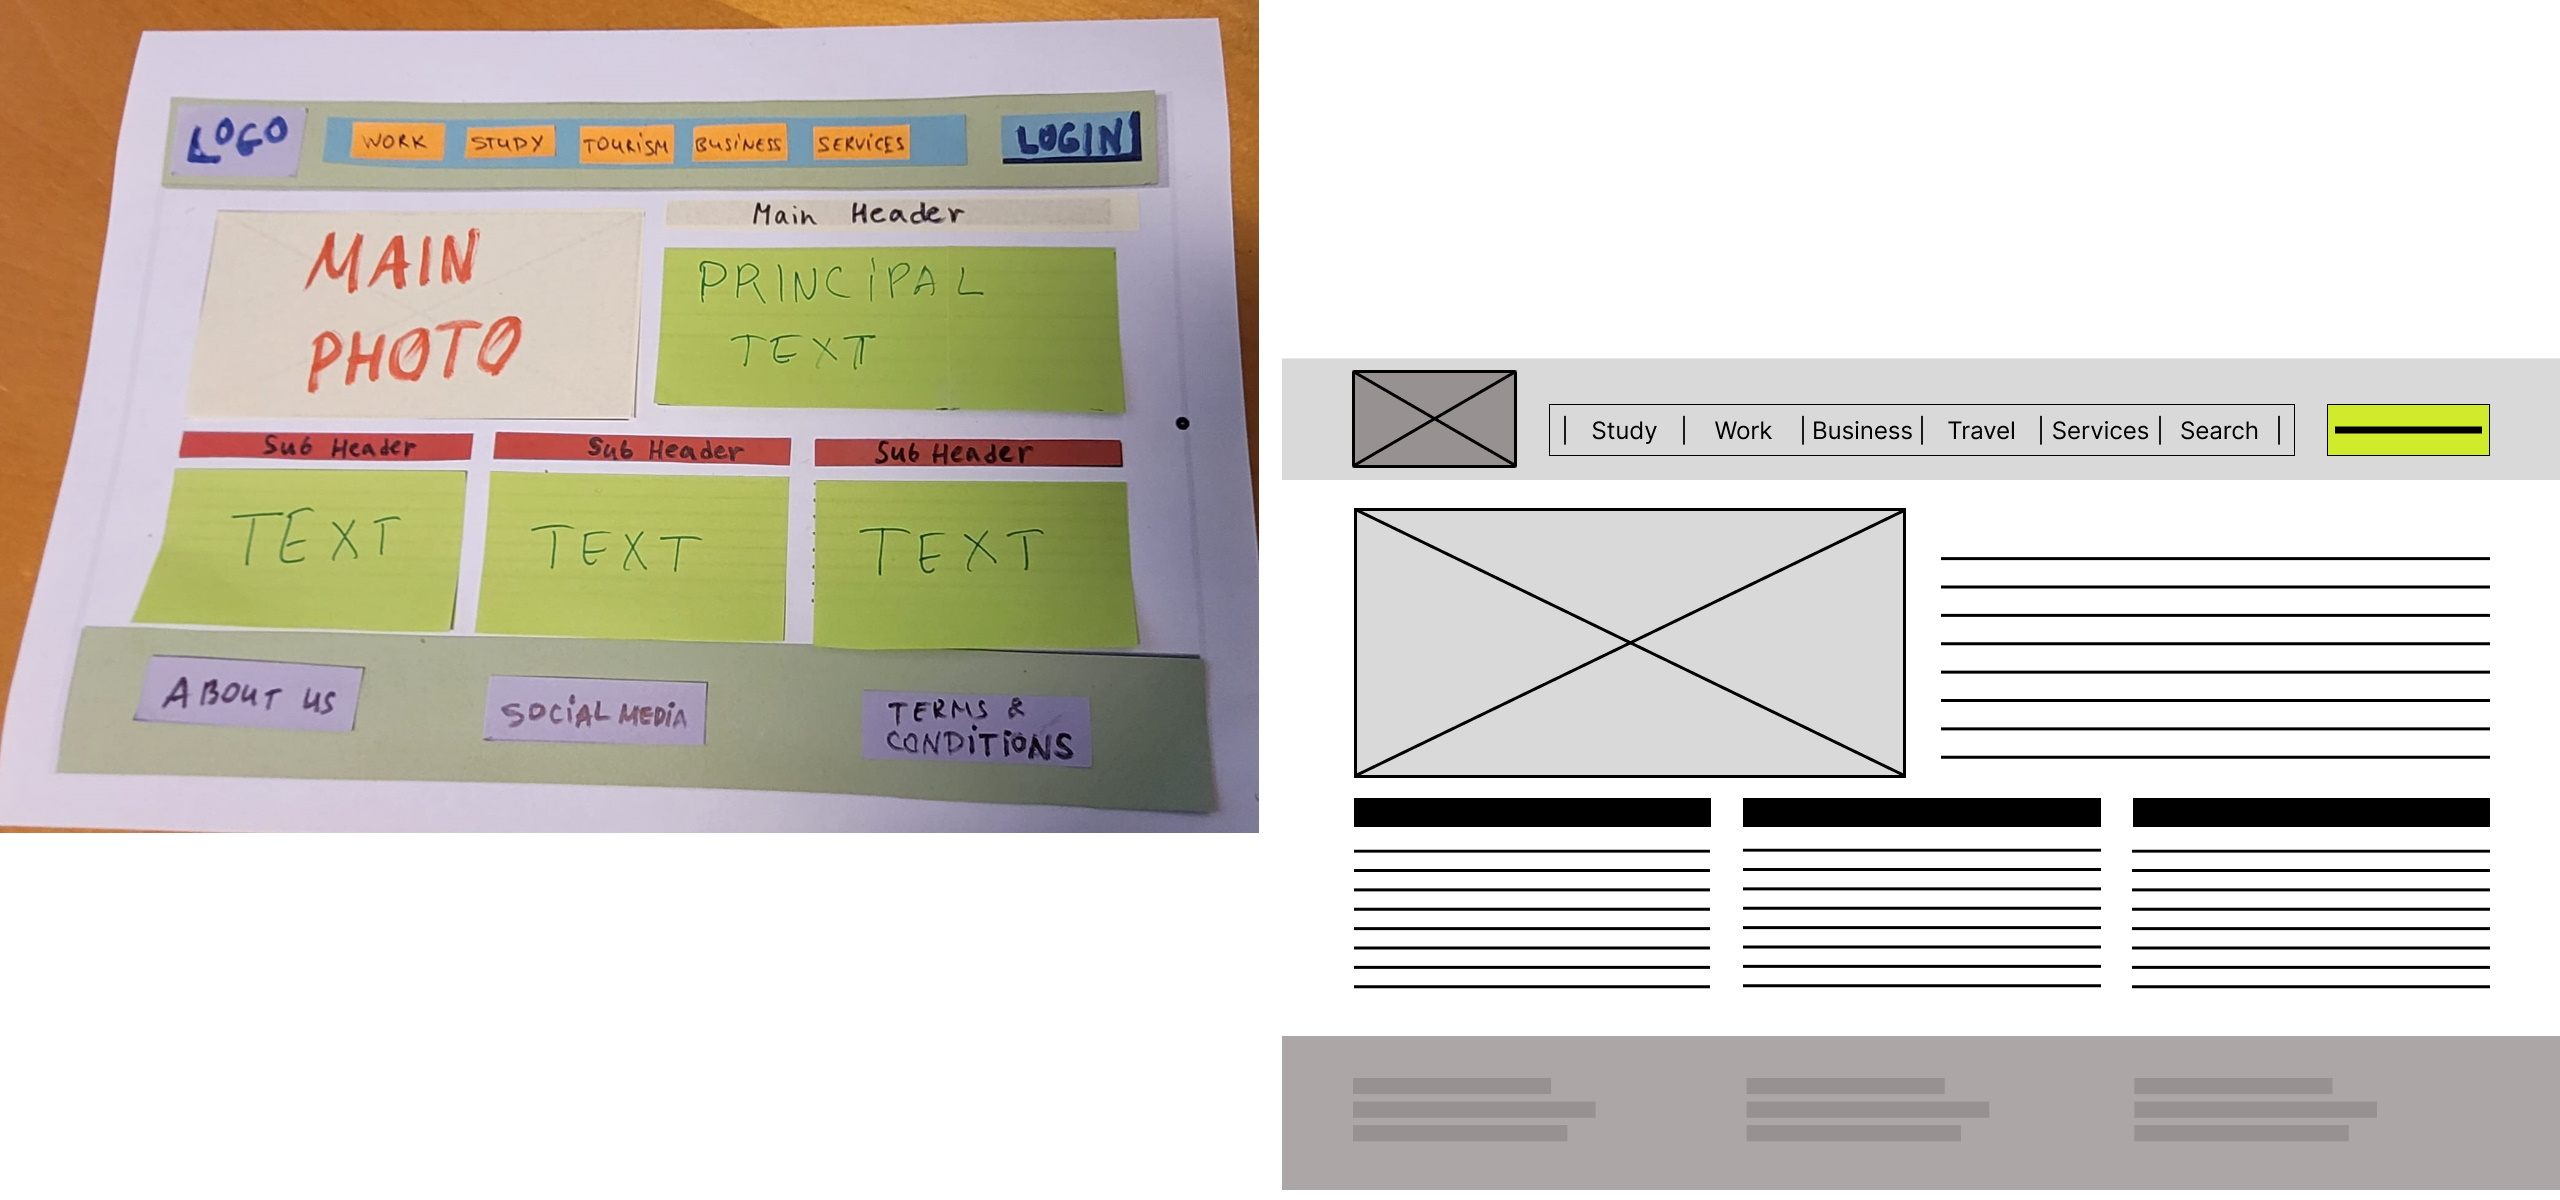 LOGO
WORK STUDY TOURiSM BUSiNESS SERViCES
LOGIN
MAIN
PHOTO
Main Header
PRINCiPAL
TEXT
Sub Header Sub Header Sub Header
TEXT TEXT TEXT
ABOUT US
SOCiAL MEDiA
TERMS &
CONDiTiONS
| Study | Work | Business | Travel | Services | Search |